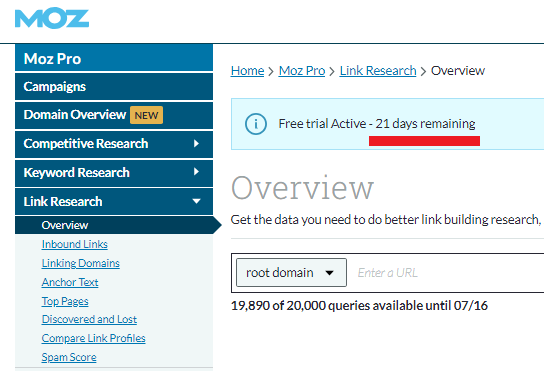 MOZ
Moz Pro
Campaigns
Domain Overview NEW
Competitive Research
Keyword Research
Link Research
Overview
Inbound Links
Linking Domains
Anchor Text
Top Pages
Discovered and Lost
Compare Link Profiles
Spam Score
Home > Moz Pro > Link Research > Overview
Free trial Active - 21 days remaining
Overview
Get the data you need to do better link building research,
root domain
Enter a URL
19,890 of 20,000 queries available until 07/16